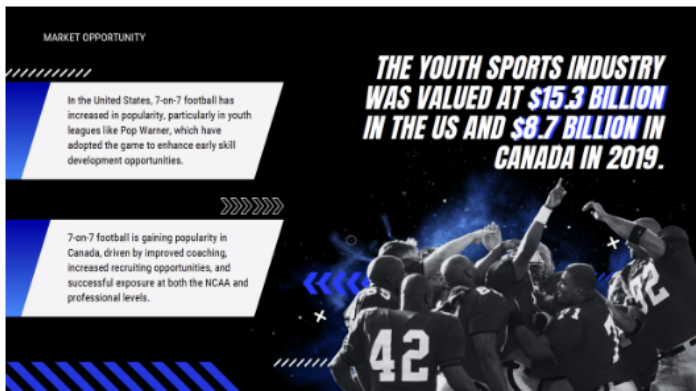 MARKET OPPORTUNITY
In the United States, 7-on-7 football has
increased in popularity, particularly in youth
leagues like Pop Warner, which have
adopted the game to enhance early skill
development opportunities.
7-on-7 football is gaining popularity in
Canada, driven by improved coaching,
increased recruiting opportunities, and
successful exposure at both the NCAA and
professional levels.
THE YOUTH SPORTS INDUSTRY
WAS VALUED AT $15.3 BILLION
IN THE US AND $8.7 BILLION IN
CANADA IN 2019.
42
21
92